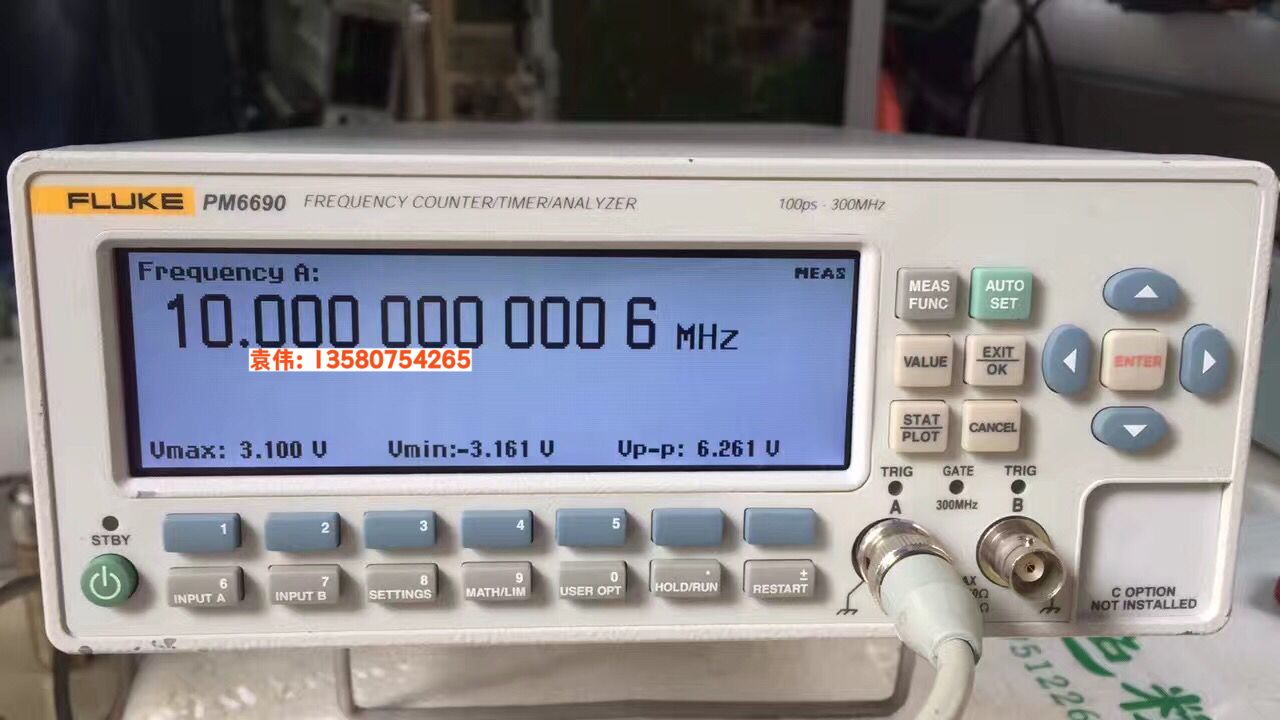 FLUKE PM6690 FREQUENCY COUNTER/TIMER/ANALYZER 100ps - 300MHz
Frequency A: MEAS
10.000 000 000 6 MHz
袁伟: 13580754265
Vmax: 3.100 V Vmin:-3.161 V Vp-p: 6.261 V
MEAS
FUNC
AUTO
SET
VALUE
EXIT
OK
ENTER
STAT
PLOT
CANCEL
TRIG
A
GATE
300MHz
TRIG
B
STBY
1 2 3 4 5
6
INPUT A
7
INPUT B
8
SETTINGS
9
MATH/LIM
0
USER OPT
.
HOLD/RUN
±
RESTART
C OPTION
NOT INSTALLED